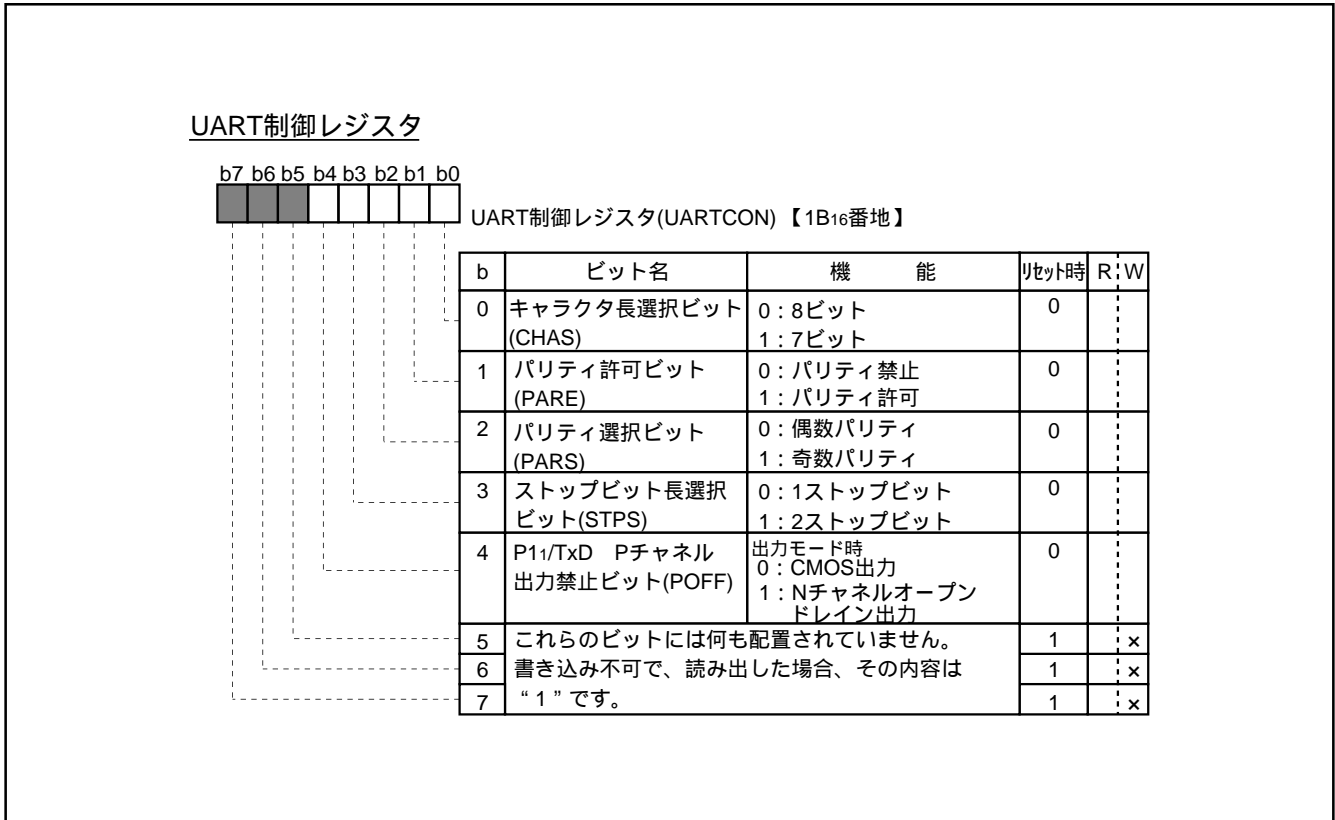 UART制御レジスタ
b7 b6 b5 b4 b3 b2 b1 b0
UART制御レジスタ(UARTCON)【1B16番地】
b ビット名 機 能 リセット時 R W
0 キャラクタ長選択ビット 0：8ビット 0
(CHAS) 1：7ビット
1 パリティ許可ビット 0：パリティ禁止 0
(PARE) 1：パリティ許可
2 パリティ選択ビット 0：偶数パリティ 0
(PARS) 1：奇数パリティ
3 ストップビット長選択 0：1ストップビット 0
ビット(STPS) 1：2ストップビット
4 P11/TxD Pチャネル 出力モード時 0
出力禁止ビット(POFF) 0：CMOS出力
1：Nチャネルオープン
ドレイン出力
5 これらのビットには何も配置されていません。 1 ×
6 書き込み不可で、読み出した場合、その内容は 1 ×
7 “1”です。 1 ×